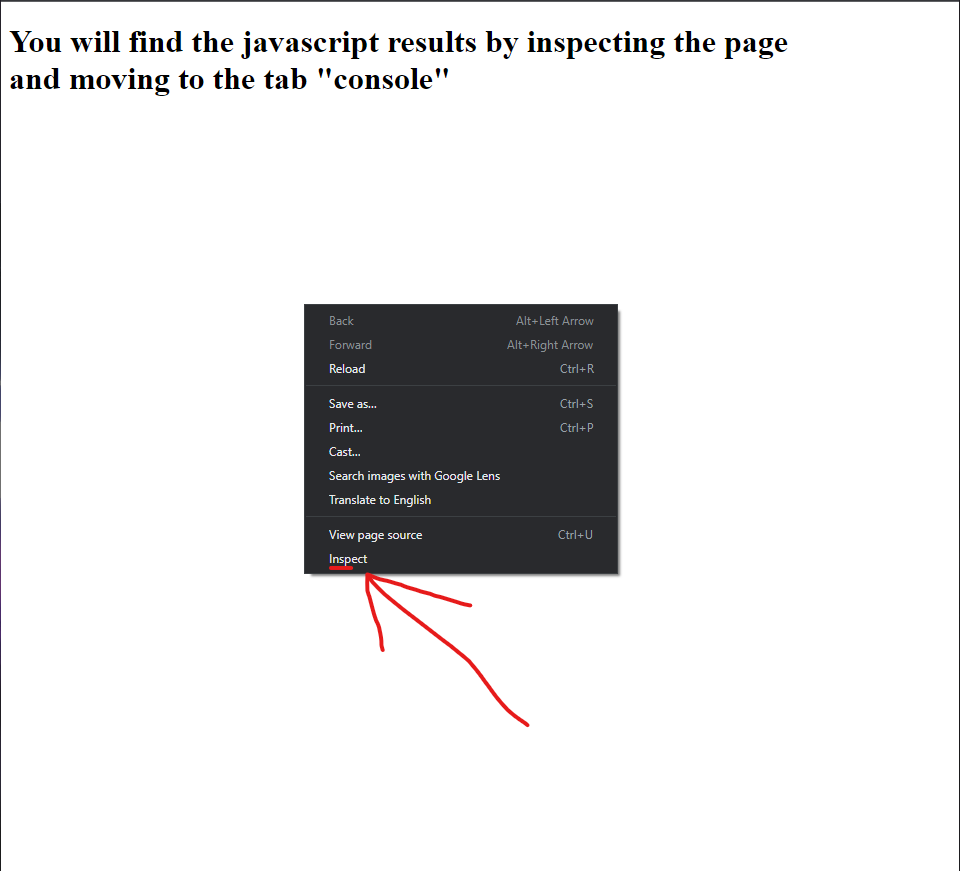 You will find the javascript results by inspecting the page
and moving to the tab "console"
Back Alt+Left Arrow
Forward Alt+Right Arrow
Reload Ctrl+R
Save as... Ctrl+S
Print... Ctrl+P
Cast...
Search images with Google Lens
Translate to English
View page source Ctrl+U
Inspect